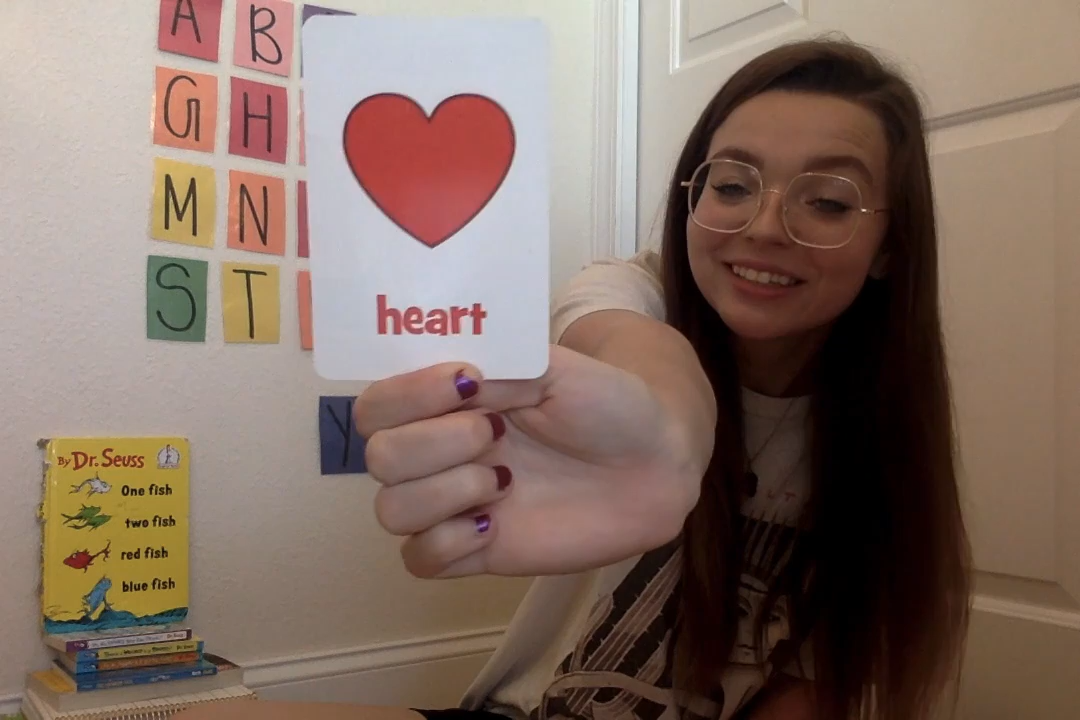 A B
G H
M N
S T
Y
heart
By Dr. Seuss
One fish
two fish
red fish
blue fish